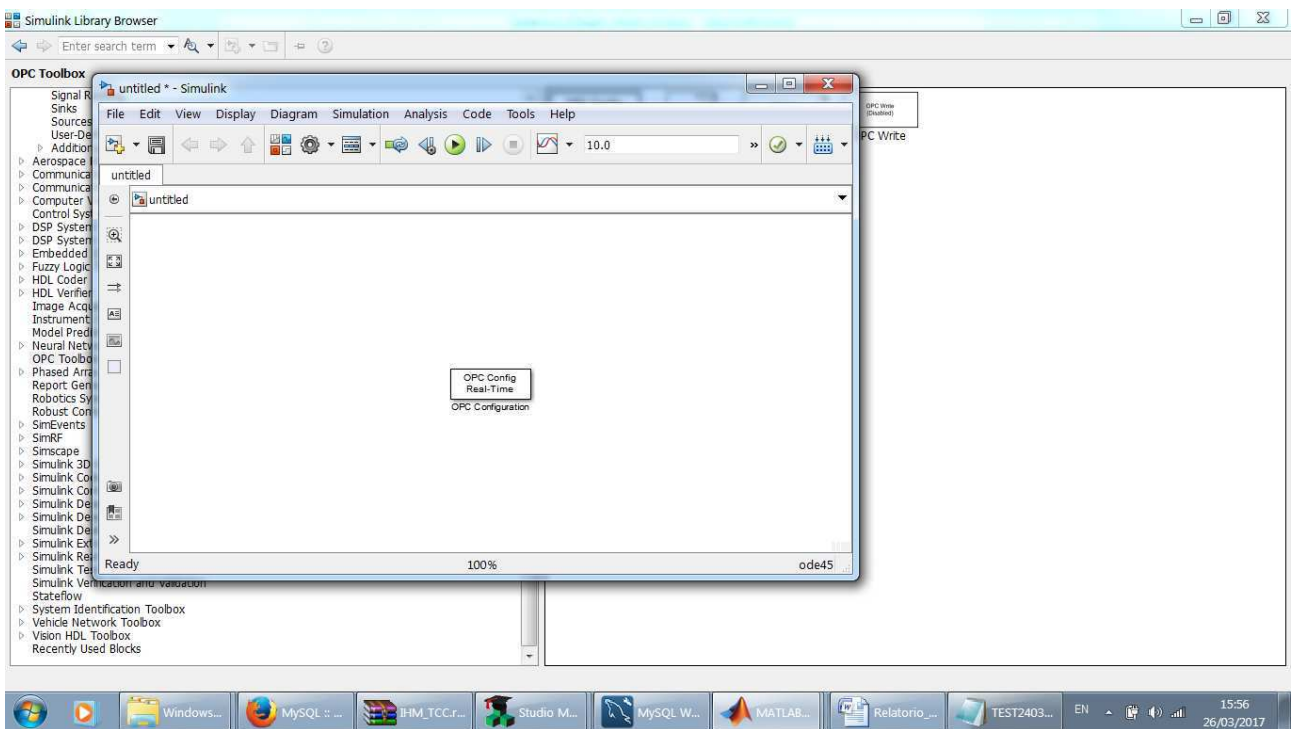 Simulink Library Browser
Enter search term
OPC Toolbox
Signal R
Sinks
Sources
User-De
Addition
Aerospace
Communica
Communica
Computer V
Control Sys
DSP System
DSP System
Embedded
Fuzzy Logic
HDL Coder
HDL Verifier
Image Acqu
Instrument
Model Predi
Neural Netw
OPC Toolbo
Phased Arra
Report Gen
Robotics Sy
Robust Con
SimEvents
SimRF
Simscape
Simulink 3D
Simulink Co
Simulink Co
Simulink De
Simulink De
Simulink De
Simulink Ext
Simulink Rea
Simulink Te
Simulink Verification and Validation
Stateflow
System Identification Toolbox
Vehicle Network Toolbox
Vision HDL Toolbox
Recently Used Blocks
untitled * - Simulink
File Edit View Display Diagram Simulation Analysis Code Tools Help
10.0
untitled
untitled
OPC Config
Real-Time
OPC Configuration
Ready 100% ode45
OPC Write
(Disabled)
PC Write
Windows... MySQL :: ... IHM_TCC.r... Studio M... MySQL W... MATLAB... Relatorio_... TEST2403... EN 15:56
26/03/2017